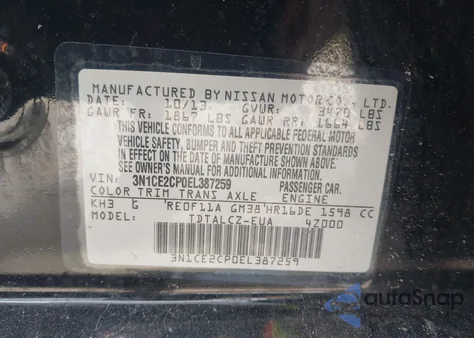 MANUFACTURED BY NISSAN MOTOR CO., LTD.
DATE: 10/13 GVWR: 3470 LBS
GAWR FR: 1867 LBS GAWR RR: 1664 LBS
THIS VEHICLE CONFORMS TO ALL APPLICABLE FEDERAL MOTOR
VEHICLE SAFETY, BUMPER AND THEFT PREVENTION STANDARDS
IN EFFECT ON THE DATE OF MANUFACTURE SHOWN ABOVE.
SEE OWNER'S MANUAL FOR ADDITIONAL INFORMATION
VIN: 3N1CE2CP0EL387259 PASSENGER CAR.
COLOR TRIM TRANS AXLE ENGINE
KH3 G RE0F11A GM38 HR16DE 1598 CC
TDTALCZ-EUA 4Z000
3N1CE2CP0EL387259
autaSnap